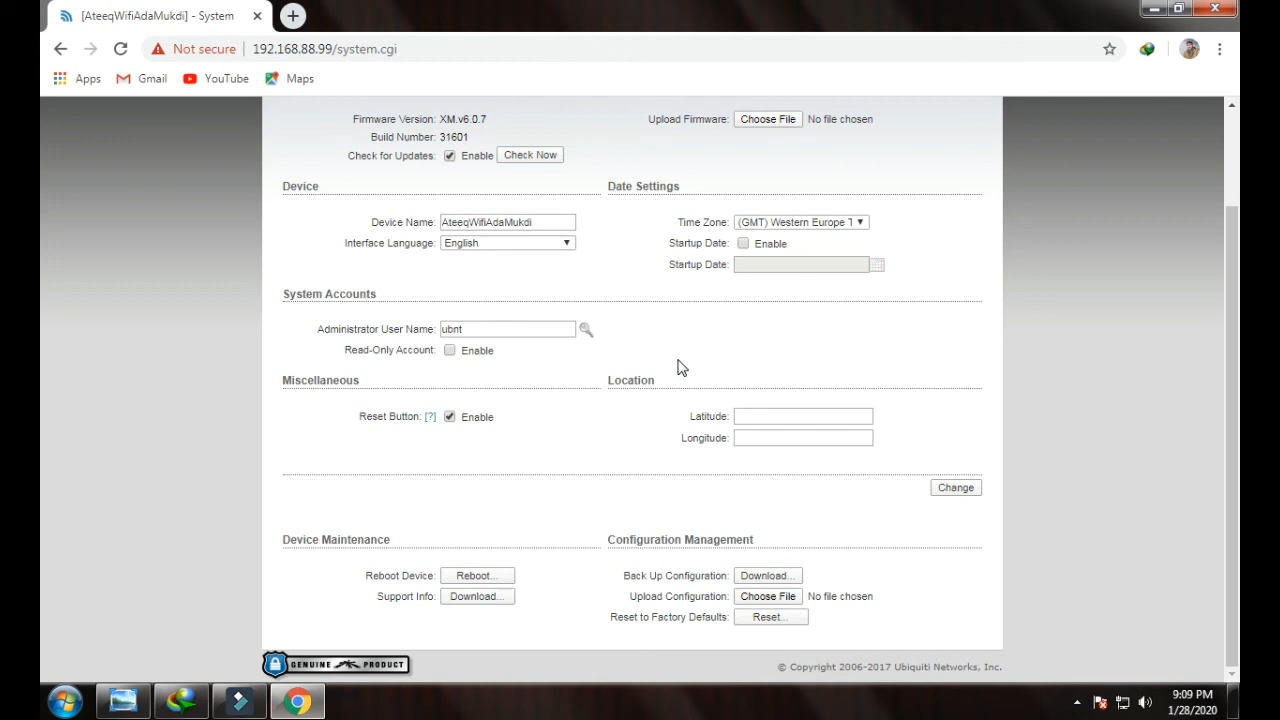 [AteeqWifiAdaMukdi] - System
Not secure | 192.168.88.99/system.cgi
Apps Gmail YouTube Maps
Firmware Version: XM.v6.0.7 Upload Firmware: Choose File No file chosen
Build Number: 31601
Check for Updates: Enable Check Now
Device Date Settings
Device Name: AteeqWifiAdaMukdi Time Zone: (GMT) Western Europe T
Interface Language: English Startup Date: Enable
Startup Date:
System Accounts
Administrator User Name: ubnt
Read-Only Account: Enable
Miscellaneous Location
Reset Button: [?] Enable Latitude:
Longitude:
Change
Device Maintenance Configuration Management
Reboot Device: Reboot... Back Up Configuration: Download...
Support Info: Download... Upload Configuration: Choose File No file chosen
Reset to Factory Defaults: Reset...
GENUINE PRODUCT © Copyright 2006-2017 Ubiquiti Networks, Inc.
9:09 PM
1/28/2020